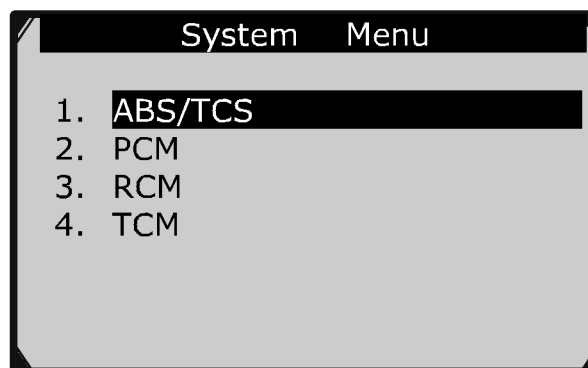 System Menu
1. ABS/TCS
2. PCM
3. RCM
4. TCM